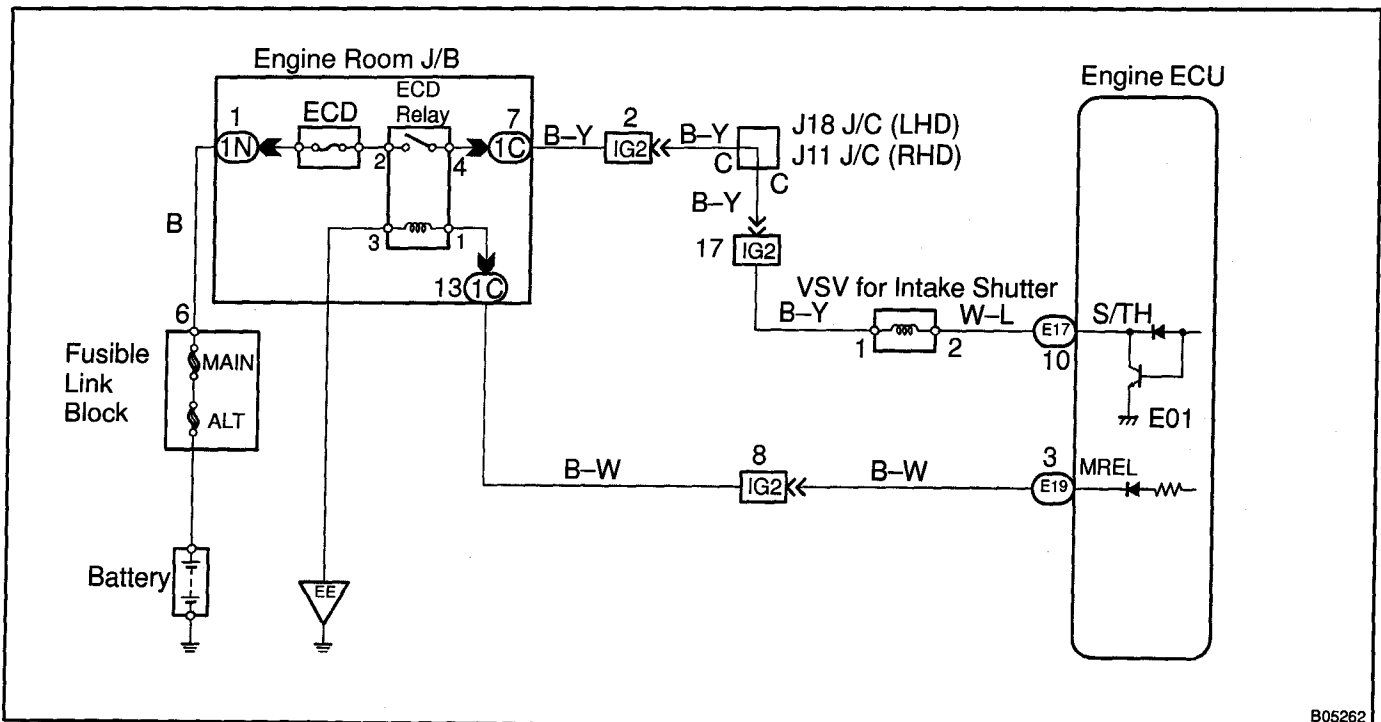 Engine Room J/B
ECD
ECD
Relay
1
1N
2
4
7
1C
3
1
13
1C
B
B–Y
2
IG2
B–Y
C
C
J18 J/C (LHD)
J11 J/C (RHD)
B–Y
17
IG2
VSV for Intake Shutter
B–Y
1
2
W–L
E17
10
Engine ECU
S/TH
E01
6
Fusible
Link
Block
MAIN
ALT
B–W
8
IG2
B–W
3
E19
MREL
Battery
EE
B05262